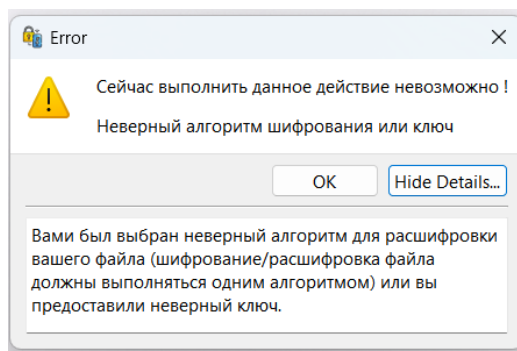 Error
Сейчас выполнить данное действие невозможно !
Неверный алгоритм шифрования или ключ
OK
Hide Details...
Вами был выбран неверный алгоритм для расшифровки
вашего файла (шифрование/расшифровка файла
должны выполняться одним алгоритмом) или вы
предоставили неверный ключ.